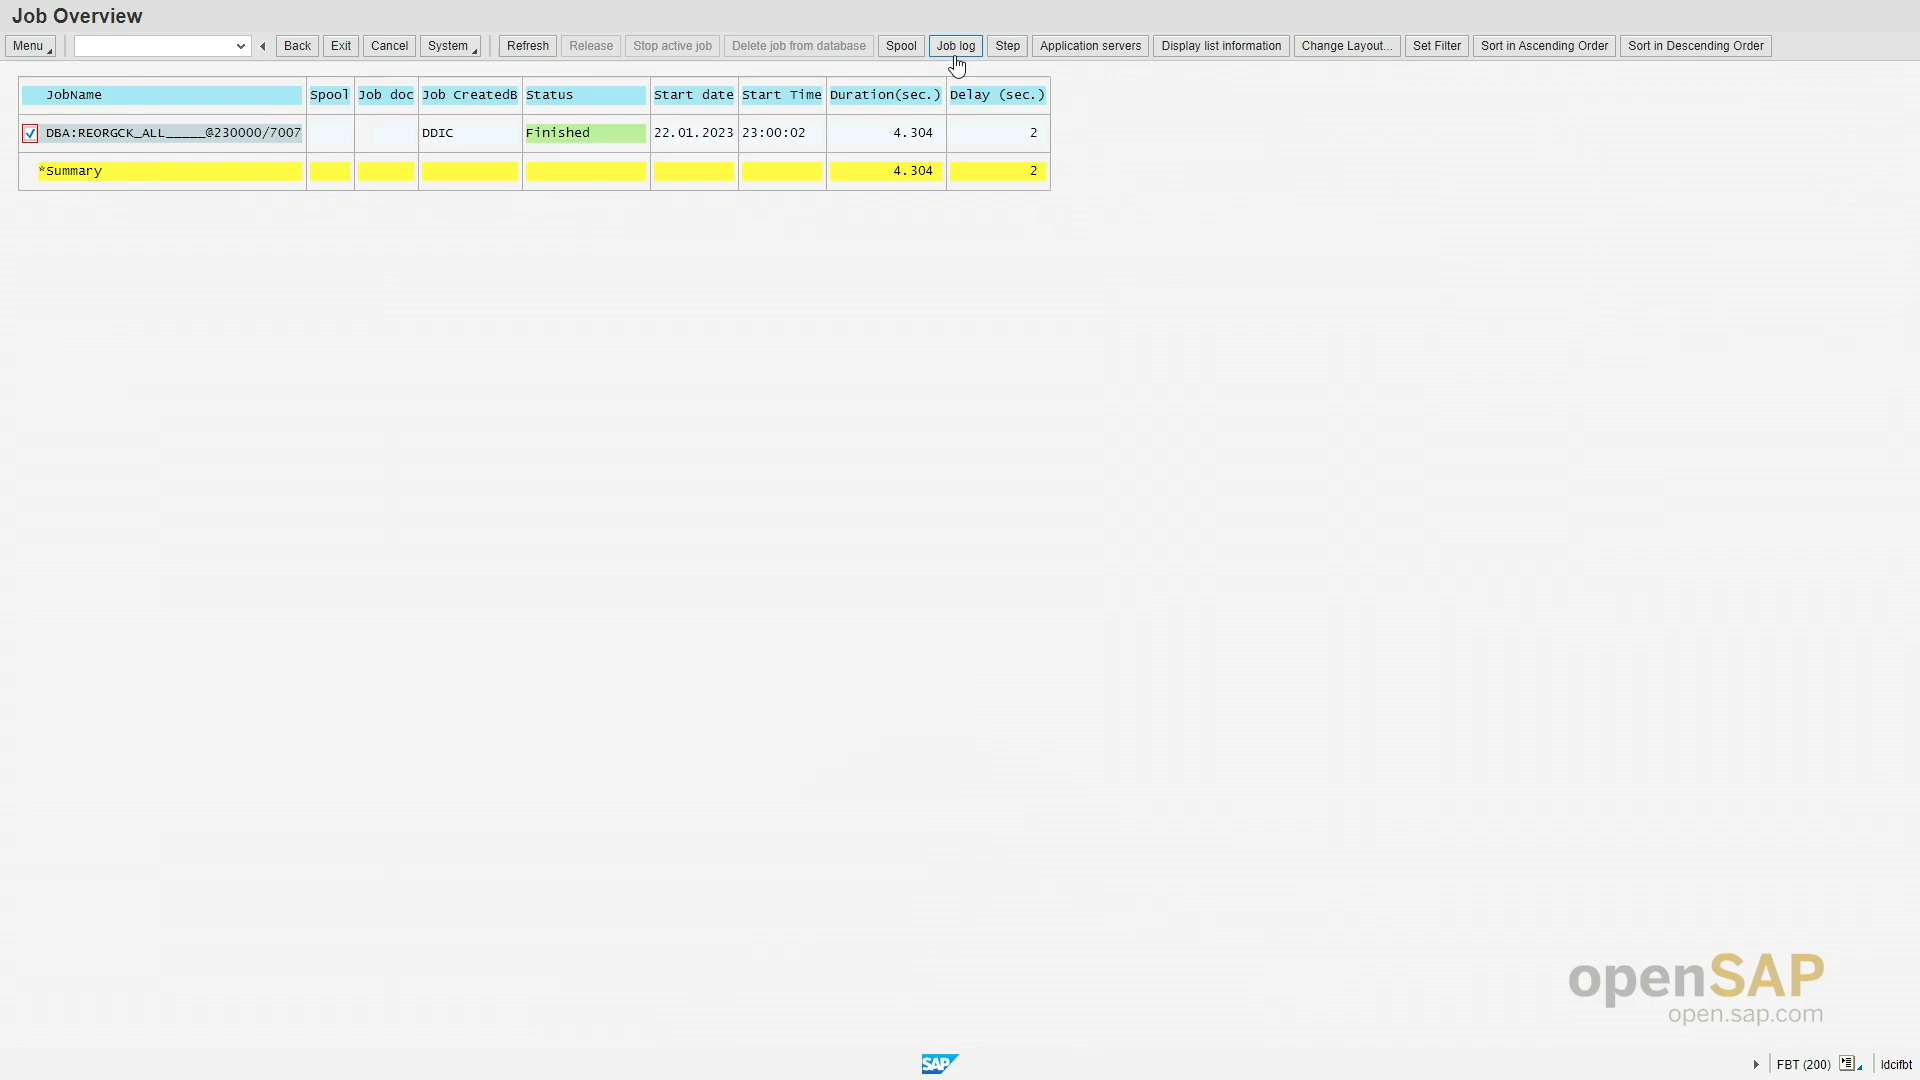 Job Overview
Menu Back Exit Cancel System Refresh Release Stop active job Delete job from database Spool Job log Step Application servers Display list information Change Layout... Set Filter Sort in Ascending Order Sort in Descending Order
JobName Spool Job doc Job CreatedB Status Start date Start Time Duration(sec.) Delay (sec.)
DBA:REORGCK_ALL_____@230000/7007 DDIC Finished 22.01.2023 23:00:02 4.304 2
*Summary 4.304 2
openSAP
open.sap.com
SAP FBT (200) ldcifbt